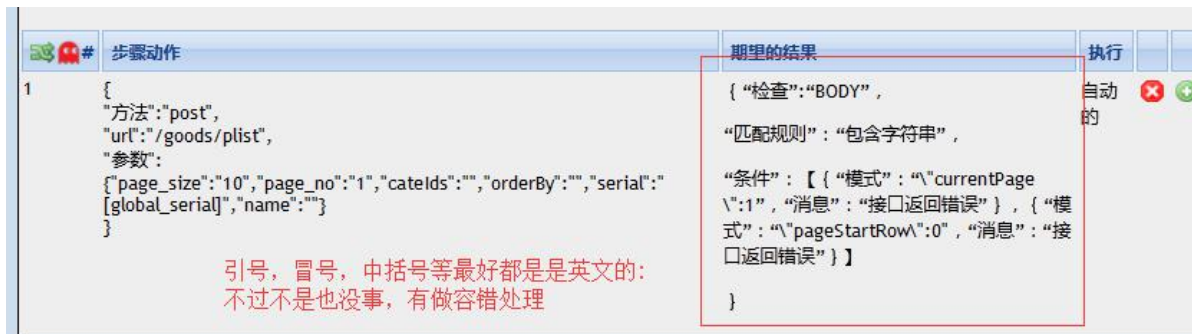 # 步骤动作 期里的结果 执行
1 { { “检查”:“BODY” , 自动的
"方法":"post",
"url":"/goods/plist",
"参数":
{"page_size":"10","page_no":"1","cateIds":"","orderBy":"","serial":"
[global_serial]","name":""}
}
“匹配规则” : “包含字符串” ,
“条件” : 【 { “模式” : “\"currentPage
\":1” , “消息” : “接口返回错误” } , { “模
式” : “\"pageStartRow\":0" , “消息” : “接
口返回错误” } 】
}
引号，冒号，中括号等最好都是是英文的:
不过不是也没事，有做容错处理